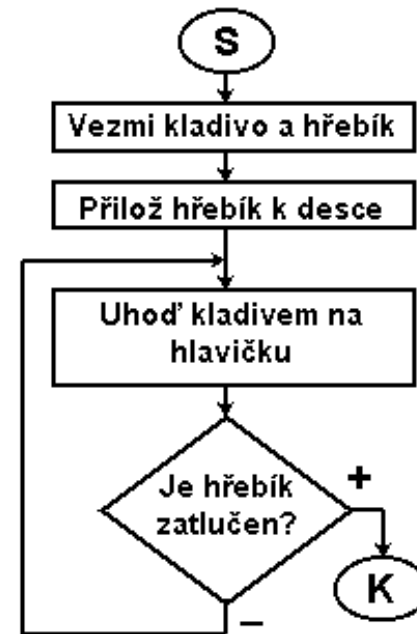 S
Vezmi kladivo a hřebík
Přilož hřebík k desce
Uhoď kladivem na
hlavičku
Je hřebík
zatlučen?
+
K
–